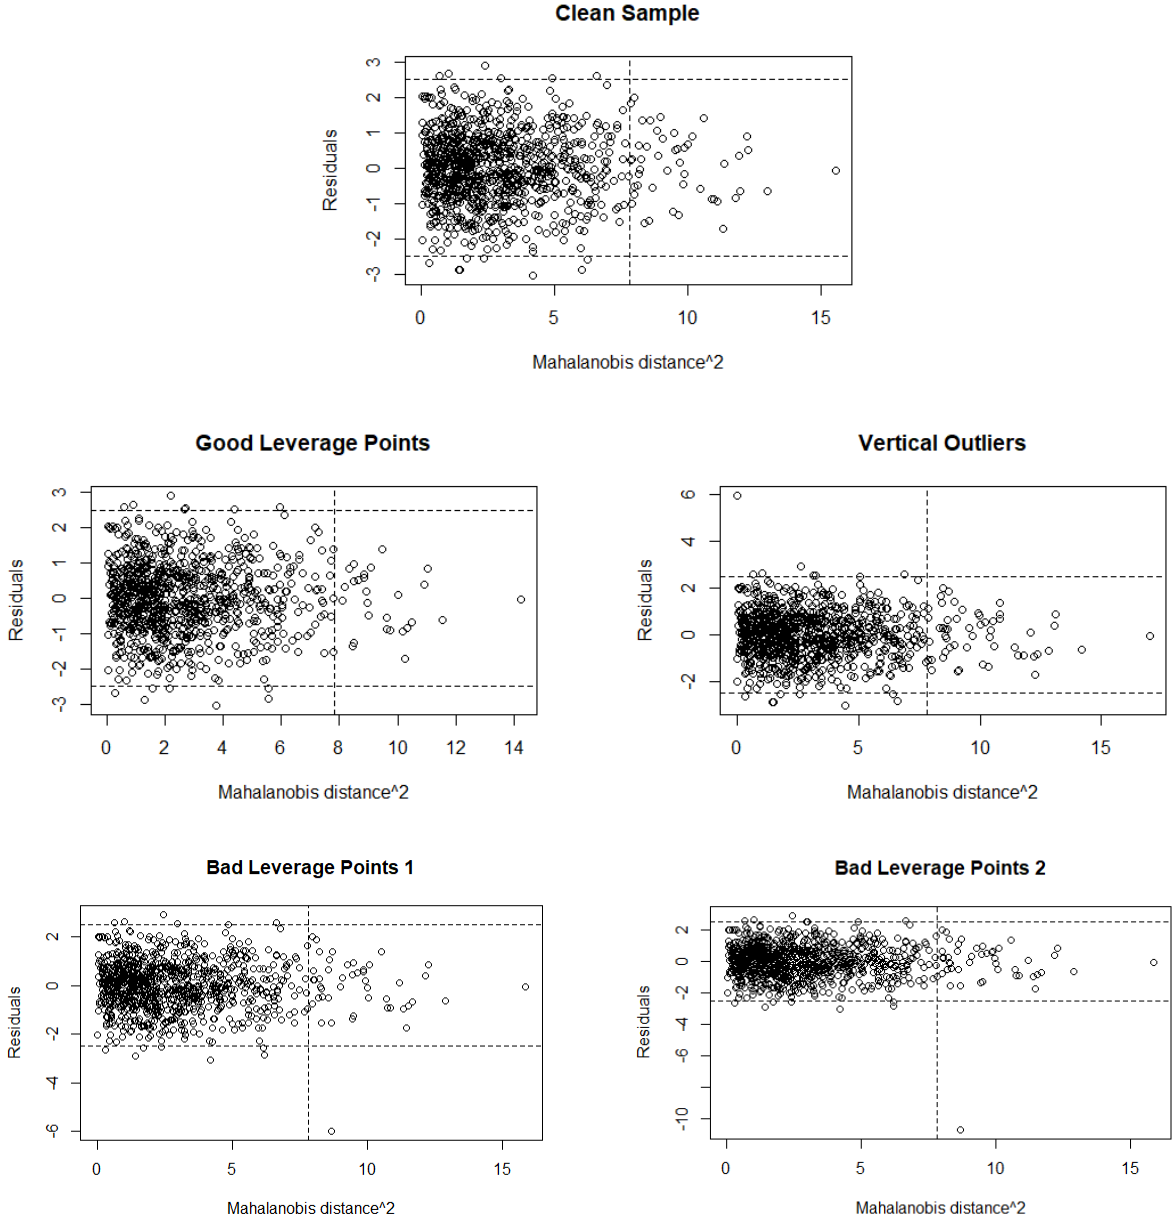 Clean Sample
3
2
1
0
-1
-2
-3
Residuals
0 5 10 15
Mahalanobis distance^2
Good Leverage Points
3
2
1
0
-1
-2
-3
Residuals
0 2 4 6 8 10 12 14
Mahalanobis distance^2
Vertical Outliers
6
4
2
0
-2
Residuals
0 5 10 15
Mahalanobis distance^2
Bad Leverage Points 1
2
0
-2
-4
-6
Residuals
0 5 10 15
Mahalanobis distance^2
Bad Leverage Points 2
2
0
-2
-4
-6
-10
Residuals
0 5 10 15
Mahalanobis distance^2